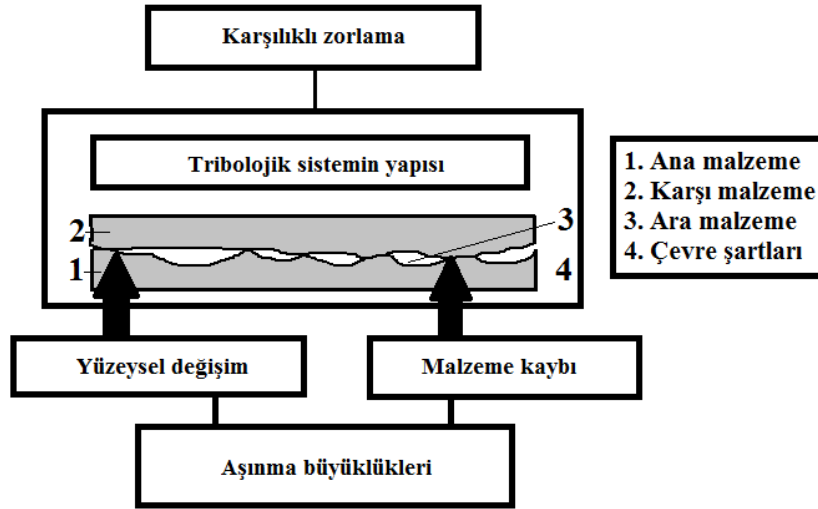 Karşılıklı zorlama
Tribolojik sistemin yapısı
1. Ana malzeme
2. Karşı malzeme
3. Ara malzeme
4. Çevre şartları
2
3
1
4
Yüzeysel değişim
Malzeme kaybı
Aşınma büyüklükleri